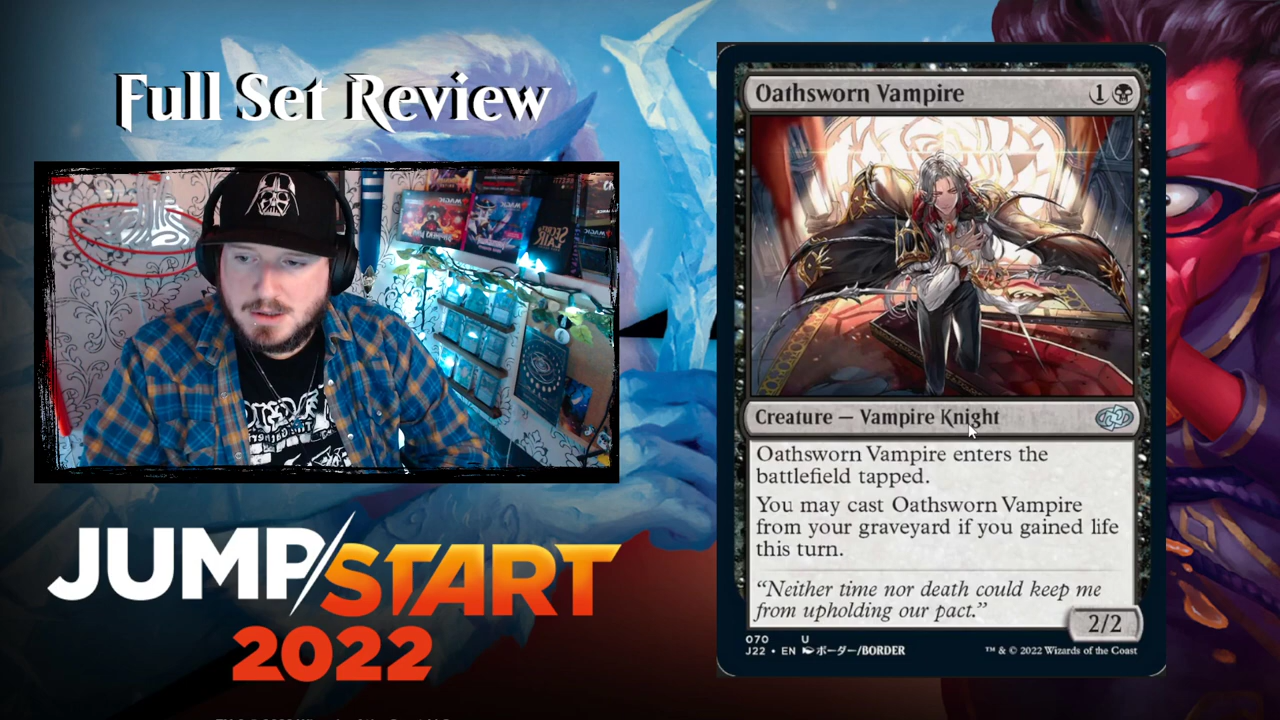 Full Set Review
JUMP/START
2022
Oathsworn Vampire 1
Creature — Vampire Knight
Oathsworn Vampire enters the
battlefield tapped.
You may cast Oathsworn Vampire
from your graveyard if you gained life
this turn.
“Neither time nor death could keep me
from upholding our pact.”
2/2
070 U
J22 • EN ボーダー/BORDER
™ & © 2022 Wizards of the Coast